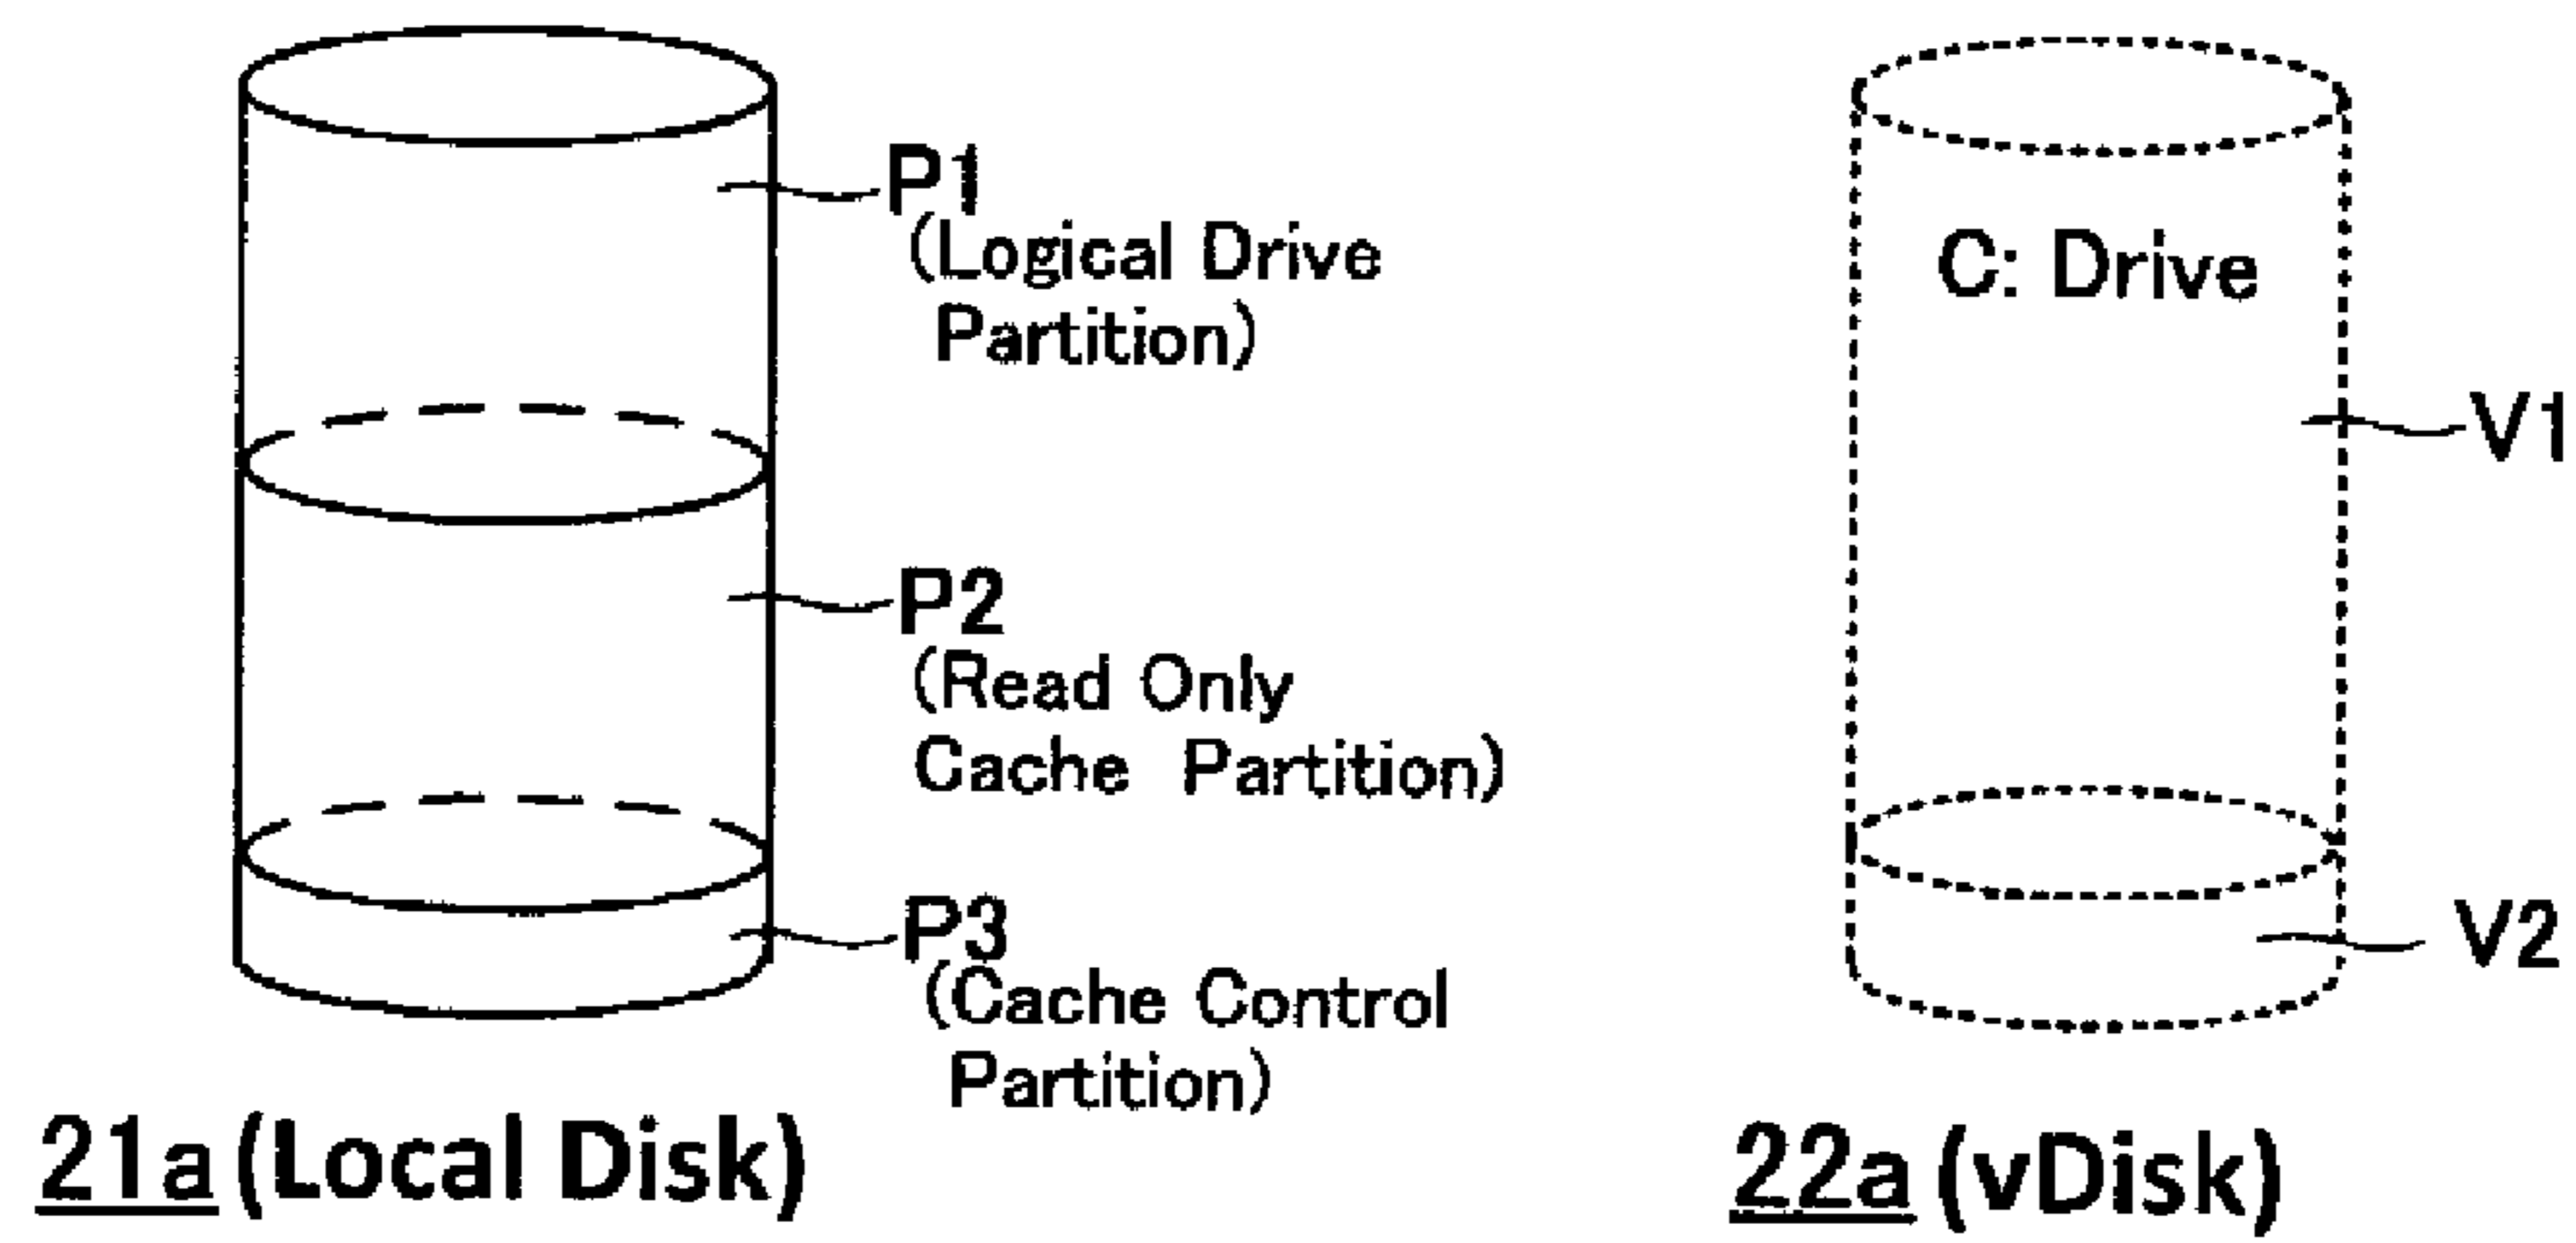 P1
(Logical Drive
Partition)
P2
(Read Only
Cache Partition)
P3
(Cache Control
Partition)
21a (Local Disk)
C: Drive
V1
V2
22a (vDisk)